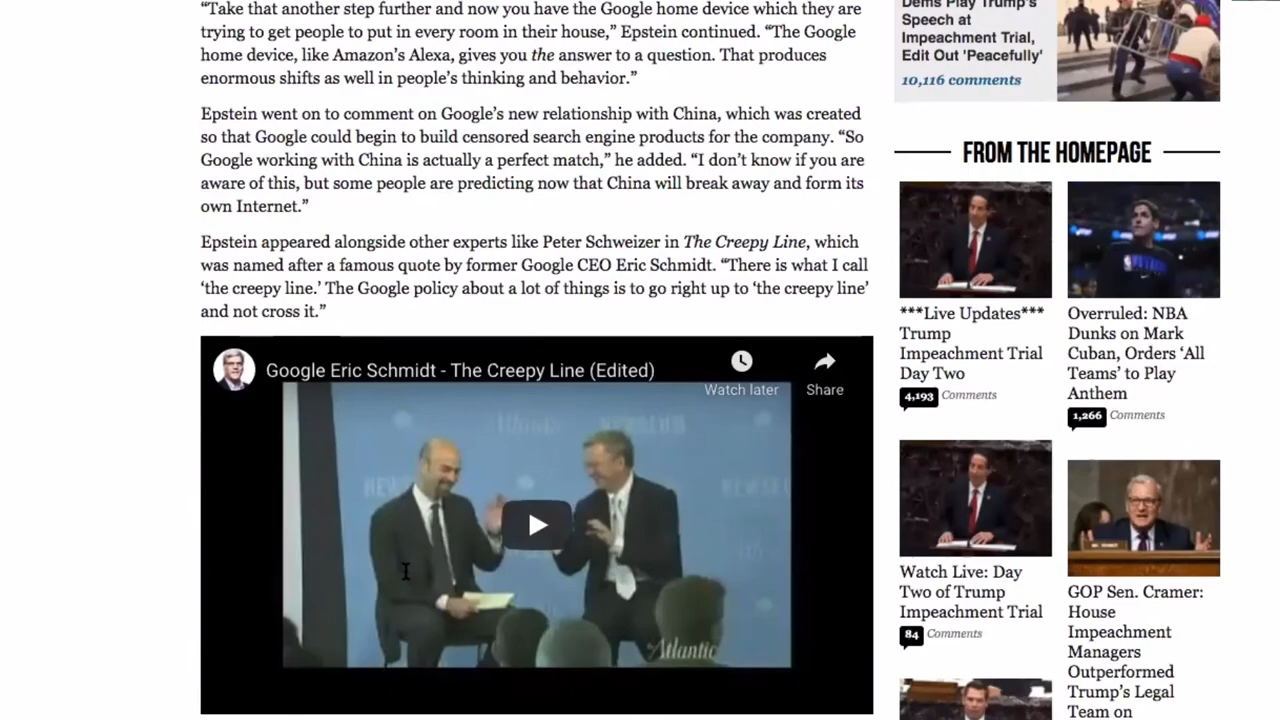 “Take that another step further and now you have the Google home device which they are
trying to get people to put in every room in their house,” Epstein continued. “The Google
home device, like Amazon’s Alexa, gives you the answer to a question. That produces
enormous shifts as well in people’s thinking and behavior.”
Epstein went on to comment on Google’s new relationship with China, which was created
so that Google could begin to build censored search engine products for the company. “So
Google working with China is actually a perfect match,” he added. “I don’t know if you are
aware of this, but some people are predicting now that China will break away and form its
own Internet.”
Epstein appeared alongside other experts like Peter Schweizer in The Creepy Line, which
was named after a famous quote by former Google CEO Eric Schmidt. “There is what I call
‘the creepy line.’ The Google policy about a lot of things is to go right up to ‘the creepy line’
and not cross it.”
Google Eric Schmidt - The Creepy Line (Edited)
Watch later
Share
Atlantic
Dems Play Trump's
Speech at
Impeachment Trial,
Edit Out 'Peacefully'
10,116 comments
FROM THE HOMEPAGE
***Live Updates***
Trump
Impeachment Trial
Day Two
4,193 Comments
Overruled: NBA
Dunks on Mark
Cuban, Orders ‘All
Teams’ to Play
Anthem
1,266 Comments
Watch Live: Day
Two of Trump
Impeachment Trial
84 Comments
GOP Sen. Cramer:
House
Impeachment
Managers
Outperformed
Trump’s Legal
Team on